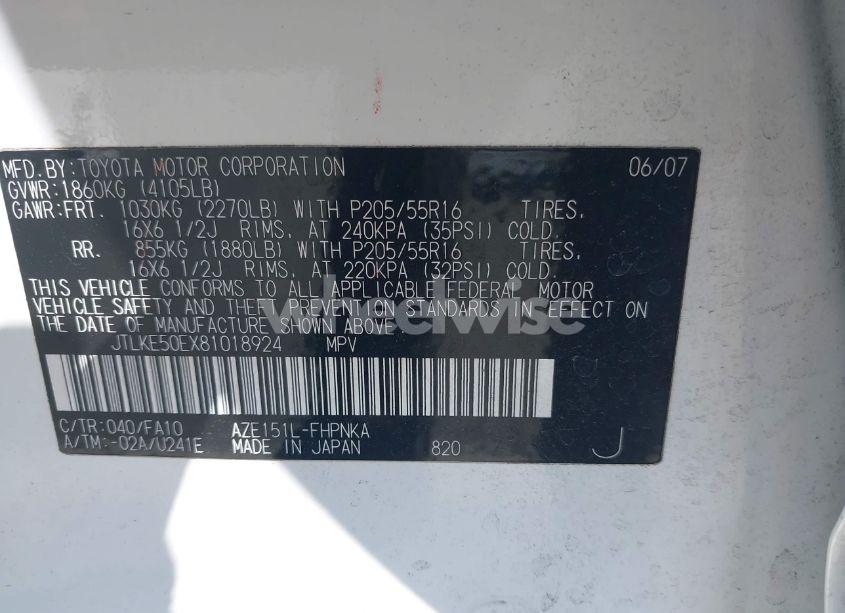 MFD.BY:TOYOTA MOTOR CORPORATION 06/07
GVWR:1860KG (4105LB)
GAWR:FRT. 1030KG (2270LB) WITH P205/55R16 TIRES,
16X6 1/2J RIMS, AT 240KPA (35PSI) COLD.
RR. 855KG (1880LB) WITH P205/55R16 TIRES,
16X6 1/2J RIMS, AT 220KPA (32PSI) COLD.
THIS VEHICLE CONFORMS TO ALL APPLICABLE FEDERAL MOTOR
VEHICLE SAFETY AND THEFT PREVENTION STANDARDS IN EFFECT ON
THE DATE OF MANUFACTURE SHOWN ABOVE.
wheelwise
JTLKE50EX81018924 MPV
C/TR:040/FA10 AZE151L-FHPNKA
A/TM:-02A/U241E MADE IN JAPAN 820 J